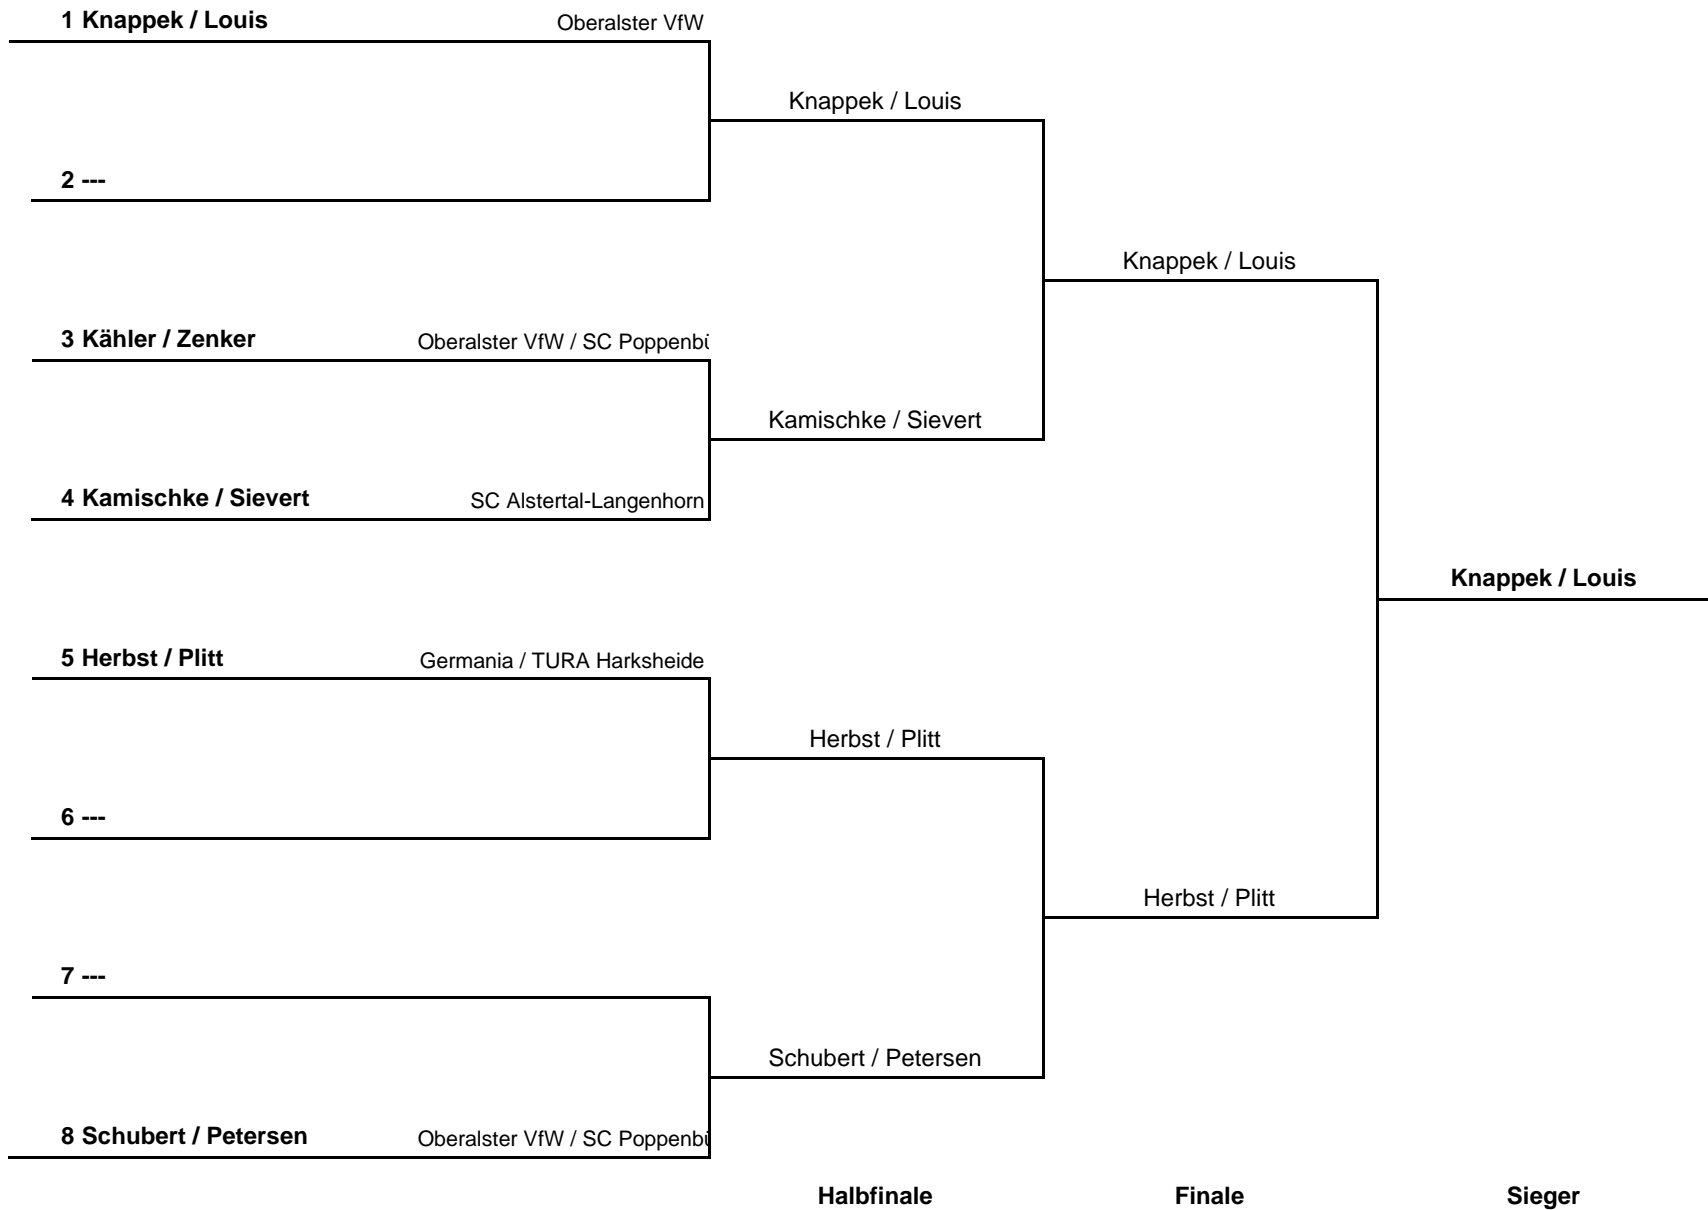 1 Knappek / Louis Oberalster VfW
Knappek / Louis
2 ---
Knappek / Louis
3 Kähler / Zenker Oberalster VfW / SC Poppenbü
Kamischke / Sievert
4 Kamischke / Sievert SC Alstertal-Langenhorn
Knappek / Louis
5 Herbst / Plitt Germania / TURA Harksheide
Herbst / Plitt
6 ---
Herbst / Plitt
7 ---
Schubert / Petersen
8 Schubert / Petersen Oberalster VfW / SC Poppenbü
Halbfinale Finale Sieger